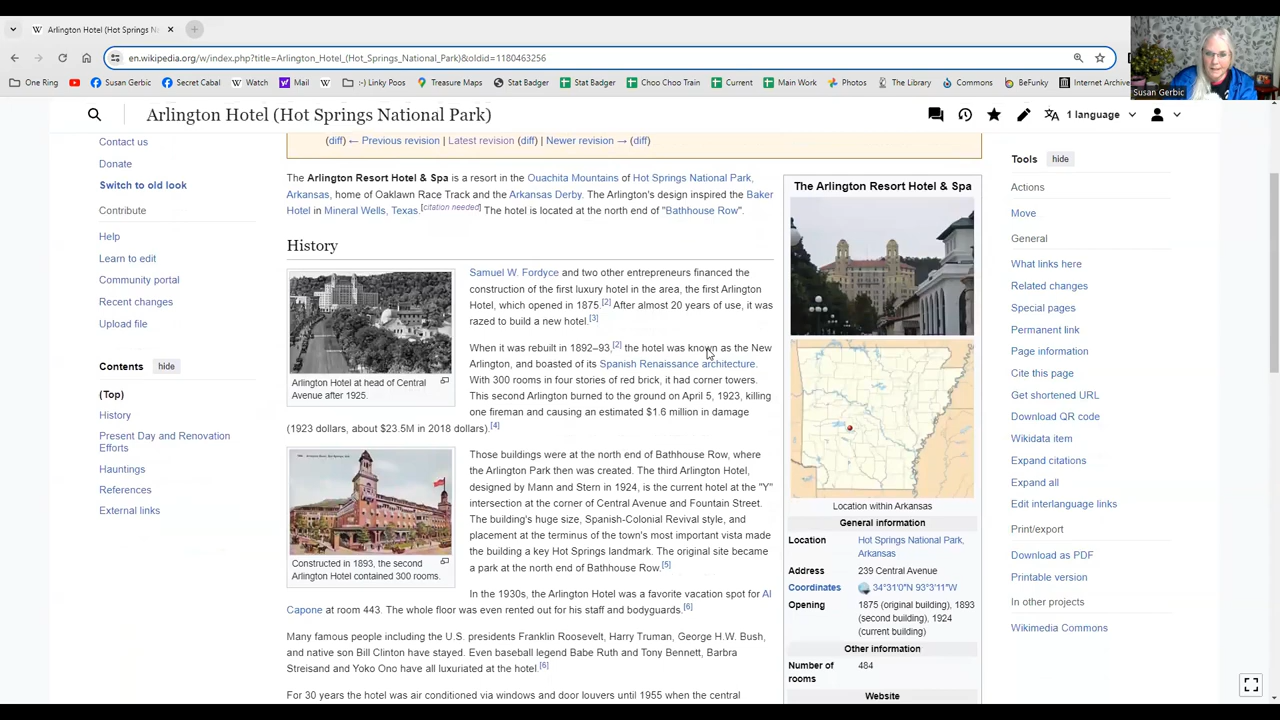 Arlington Hotel (Hot Springs N
en.wikipedia.org/w/index.php?title=Arlington_Hotel_(Hot_Springs_National_Park)&oldid=1180463256
One Ring
Susan Gerbic
Secret Cabal
Watch
Mail
:-) Linky Poos
Treasure Maps
Stat Badger
Stat Badger
Choo Choo Train
Current
Main Work
Photos
The Library
Commons
BeFunky
Internet Archive
Susan Gerbic
Arlington Hotel (Hot Springs National Park)
1 language
Contact us
Donate
Switch to old look
Contribute
Help
Learn to edit
Community portal
Recent changes
Upload file
Contents hide
(Top)
History
Present Day and Renovation
Efforts
Hauntings
References
External links
(diff) ← Previous revision | Latest revision (diff) | Newer revision → (diff)
The Arlington Resort Hotel & Spa is a resort in the Ouachita Mountains of Hot Springs National Park,
Arkansas, home of Oaklawn Race Track and the Arkansas Derby. The Arlington's design inspired the Baker
Hotel in Mineral Wells, Texas.[citation needed] The hotel is located at the north end of "Bathhouse Row".
History
Arlington Hotel at head of Central
Avenue after 1925.
Samuel W. Fordyce and two other entrepreneurs financed the
construction of the first luxury hotel in the area, the first Arlington
Hotel, which opened in 1875.[2] After almost 20 years of use, it was
razed to build a new hotel.[3]
When it was rebuilt in 1892–93,[2] the hotel was known as the New
Arlington, and boasted of its Spanish Renaissance architecture.
With 300 rooms in four stories of red brick, it had corner towers.
This second Arlington burned to the ground on April 5, 1923, killing
one fireman and causing an estimated $1.6 million in damage
(1923 dollars, about $23.5M in 2018 dollars).[4]
Constructed in 1893, the second
Arlington Hotel contained 300 rooms.
Those buildings were at the north end of Bathhouse Row, where
the Arlington Park then was created. The third Arlington Hotel,
designed by Mann and Stern in 1924, is the current hotel at the "Y"
intersection at the corner of Central Avenue and Fountain Street.
The building's huge size, Spanish-Colonial Revival style, and
placement at the terminus of the town's most important vista made
the building a key Hot Springs landmark. The original site became
a park at the north end of Bathhouse Row.[5]
In the 1930s, the Arlington Hotel was a favorite vacation spot for Al
Capone at room 443. The whole floor was even rented out for his staff and bodyguards.[6]
Many famous people including the U.S. presidents Franklin Roosevelt, Harry Truman, George H.W. Bush,
and native son Bill Clinton have stayed. Even baseball legend Babe Ruth and Tony Bennett, Barbra
Streisand and Yoko Ono have all luxuriated at the hotel.[6]
For 30 years the hotel was air conditioned via windows and door louvers until 1955 when the central
The Arlington Resort Hotel & Spa
Location within Arkansas
General information
Location Hot Springs National Park,
Arkansas
Address 239 Central Avenue
Coordinates 34°31′0″N 93°3′11″W
Opening 1875 (original building), 1893
(second building), 1924
(current building)
Other information
Number of 484
rooms
Website
Tools hide
Actions
Move
General
What links here
Related changes
Special pages
Permanent link
Page information
Cite this page
Get shortened URL
Download QR code
Wikidata item
Expand citations
Expand all
Edit interlanguage links
Print/export
Download as PDF
Printable version
In other projects
Wikimedia Commons